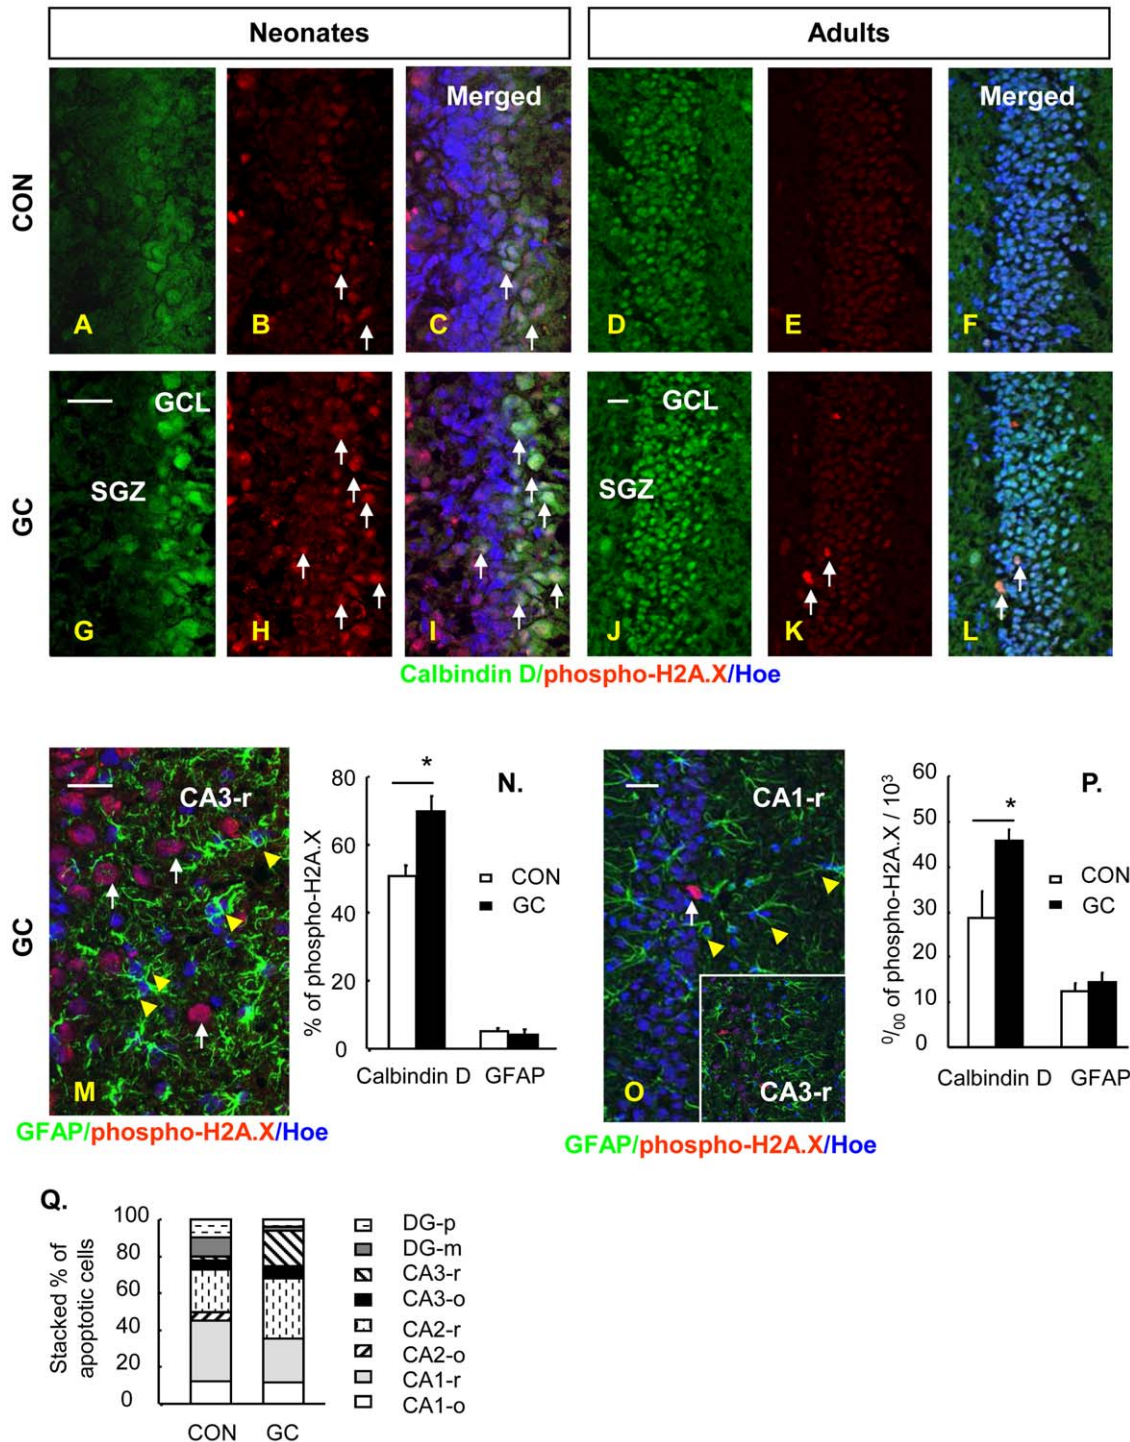 Neonates
Adults
CON
Merged
Merged
A
B
C
D
E
F
GC
GCL
SGZ
GCL
SGZ
G
H
I
J
K
L
Calbindin D/phospho-H2A.X/Hoe
GC
CA3-r
M
GFAP/phospho-H2A.X/Hoe
N.
*
% of phospho-H2A.X
80
60
40
20
0
CON
GC
Calbindin D
GFAP
CA1-r
O
CA3-r
GFAP/phospho-H2A.X/Hoe
P.
*
0/00 of phospho-H2A.X / 10³
60
50
40
30
20
10
0
CON
GC
Calbindin D
GFAP
Q.
Stacked % of
apoptotic cells
100
80
60
40
20
0
CON
GC
DG-p
DG-m
CA3-r
CA3-o
CA2-r
CA2-o
CA1-r
CA1-o